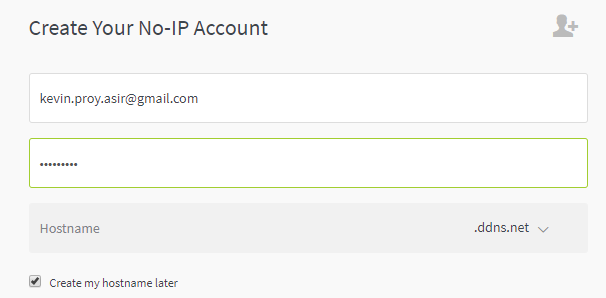 Create Your No-IP Account
kevin.proy.asir@gmail.com
•••••••••
Hostname .ddns.net
Create my hostname later